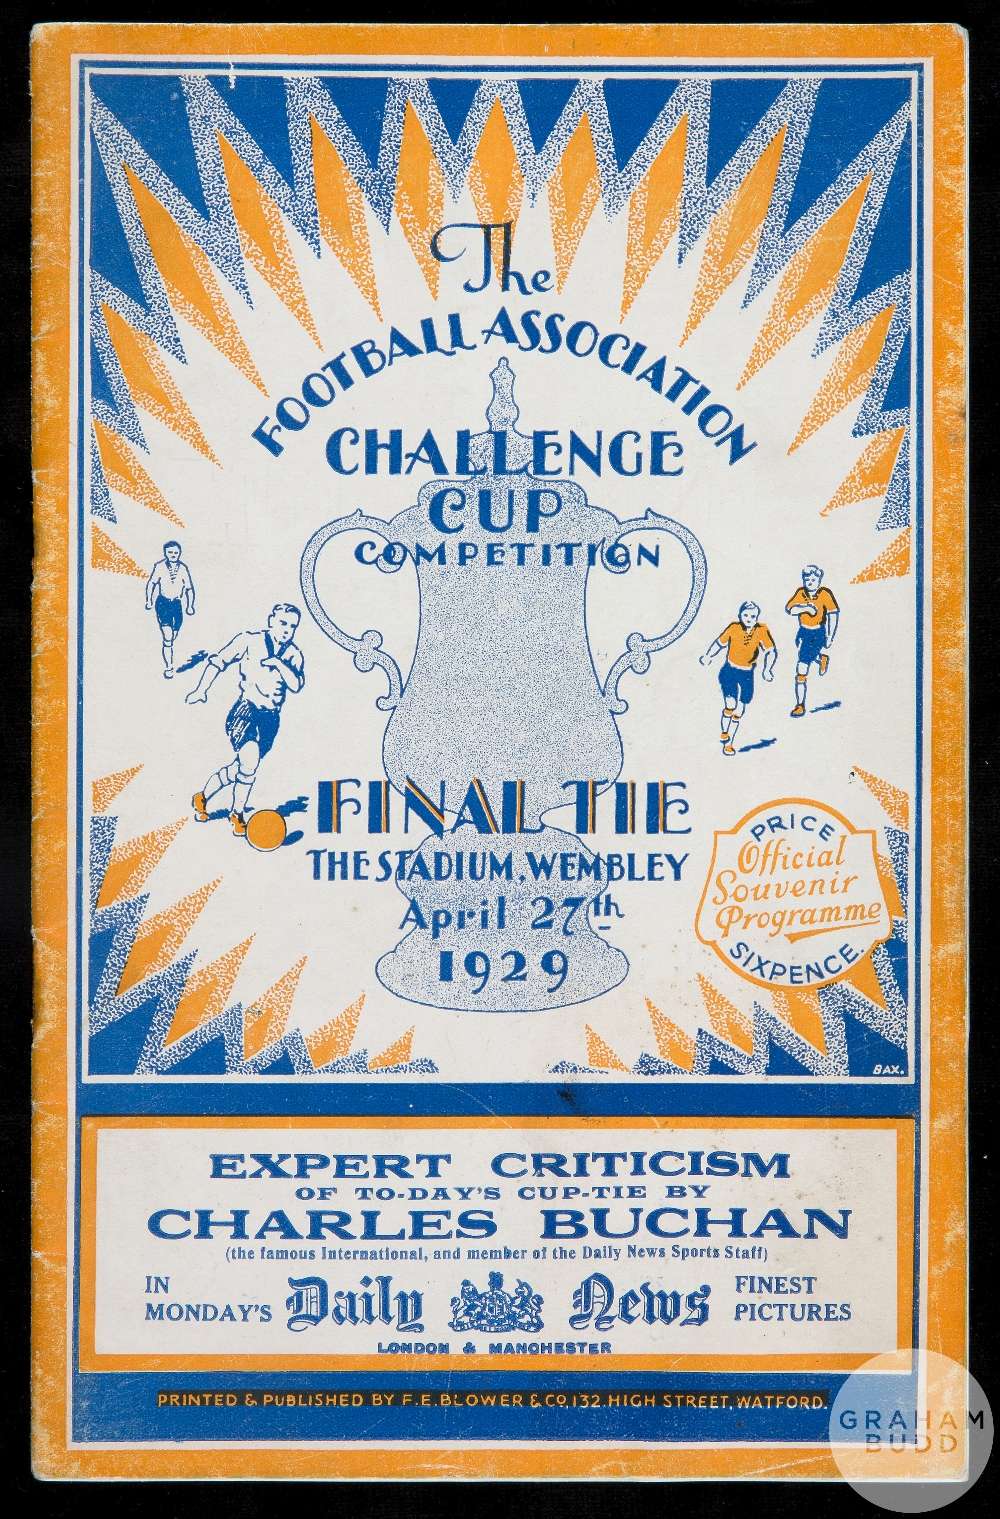 The
FOOTBALL ASSOCIATION
CHALLENGE
CUP
COMPETITION
FINAL TIE
THE STADIUM, WEMBLEY
April 27th
1929
PRICE
Official
Souvenir
Programme
SIXPENCE.
BAX.
EXPERT CRITICISM
OF TO-DAY'S CUP-TIE BY
CHARLES BUCHAN
(the famous International, and member of the Daily News Sports Staff)
IN
MONDAY'S
Daily News
FINEST
PICTURES
LONDON & MANCHESTER
PRINTED & PUBLISHED BY F.E.BLOWER & CO, 132, HIGH STREET, WATFORD.
GRAHAM
BUDD